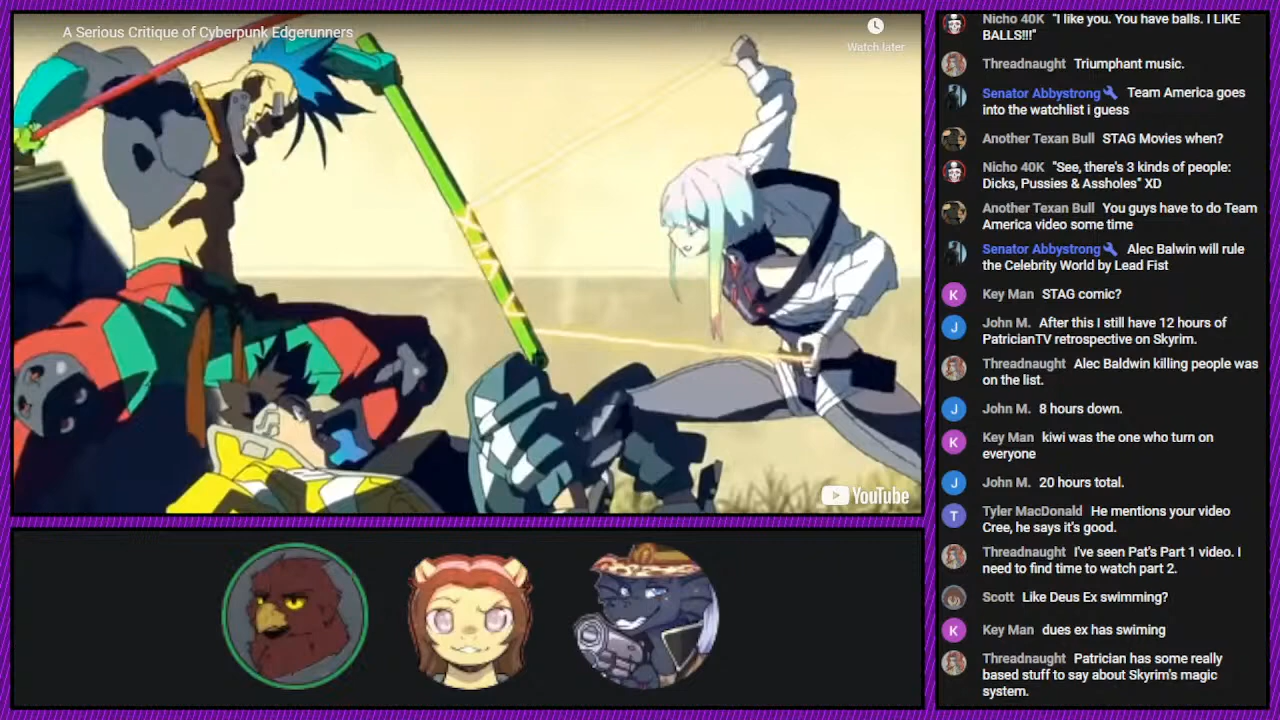 A Serious Critique of Cyberpunk Edgerunners
Watch later
YouTube
Nicho 40K "I like you. You have balls. I LIKE
BALLS!!!"
Threadnaught Triumphant music.
Senator Abbystrong Team America goes
into the watchlist i guess
Another Texan Bull STAG Movies when?
Nicho 40K "See, there's 3 kinds of people:
Dicks, Pussies & Assholes" XD
Another Texan Bull You guys have to do Team
America video some time
Senator Abbystrong Alec Balwin will rule
the Celebrity World by Lead Fist
K
Key Man STAG comic?
J
John M. After this I still have 12 hours of
PatricianTV retrospective on Skyrim.
Threadnaught Alec Baldwin killing people was
on the list.
J
John M. 8 hours down.
K
Key Man kiwi was the one who turn on
everyone
J
John M. 20 hours total.
T
Tyler MacDonald He mentions your video
Cree, he says it's good.
Threadnaught I've seen Pat's Part 1 video. I
need to find time to watch part 2.
Scott Like Deus Ex swimming?
K
Key Man dues ex has swiming
Threadnaught Patrician has some really
based stuff to say about Skyrim's magic
system.